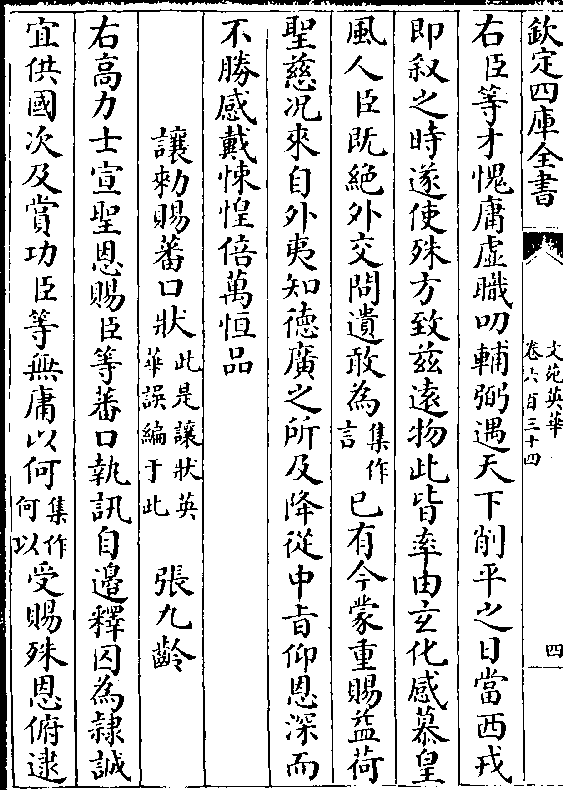 欽定四庫全書
文苑英華
卷六百三十四
四
右臣等才愧庸虛職叨輔弼遇天下削平之日當西戎
即叙之時遂使殊方致兹逺物此皆率由玄化感慕皇
風人臣既絶外交問遺敢為集作言已有今蒙重賜益荷
聖慈况來自外夷知德廣之所及降從中旨仰恩深而
不勝感戴悚惶倍萬恒品
讓勅賜蕃口狀此是讓狀英華誤編于此 張九齡
右髙力士宣聖恩賜臣等蕃口執訊自邊釋囚為隷誠
宜供國次及賞功臣等無庸以何集作何以受賜殊恩俯逮